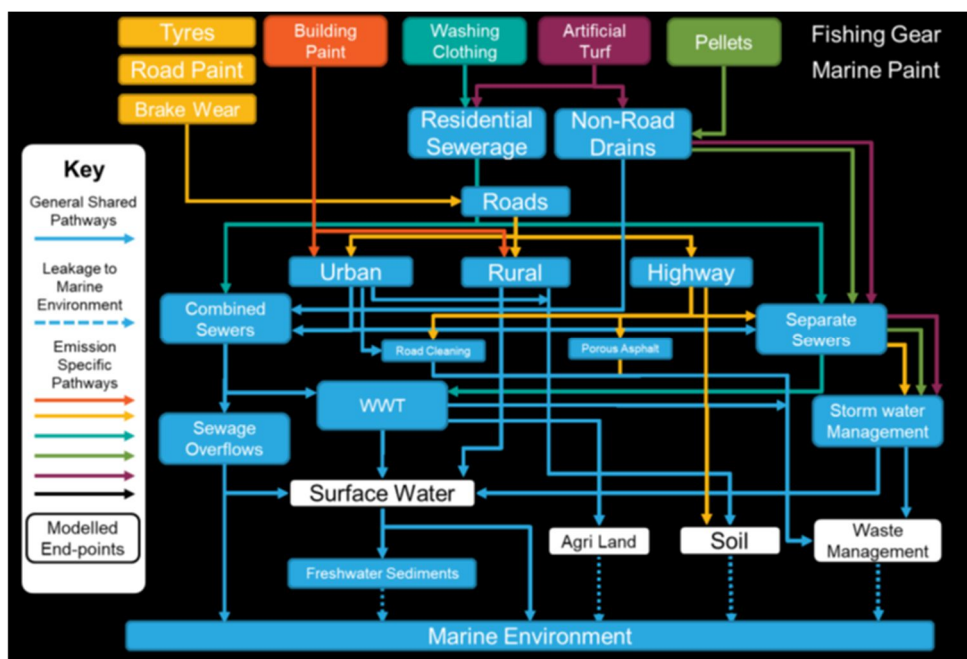 Tyres
Building
Paint
Washing
Clothing
Artificial
Turf
Pellets
Fishing Gear
Marine Paint
Road Paint
Brake Wear
Residential
Sewerage
Non-Road
Drains
Key
General Shared
Pathways
Leakage to
Marine
Environment
Emission
Specific
Pathways
Modelled
End-points
Roads
Urban
Rural
Highway
Combined
Sewers
Road Cleaning
Porous Asphalt
Separate
Sewers
WWT
Sewage
Overflows
Storm water
Management
Surface Water
Agri Land
Soil
Waste
Management
Freshwater Sediments
Marine Environment